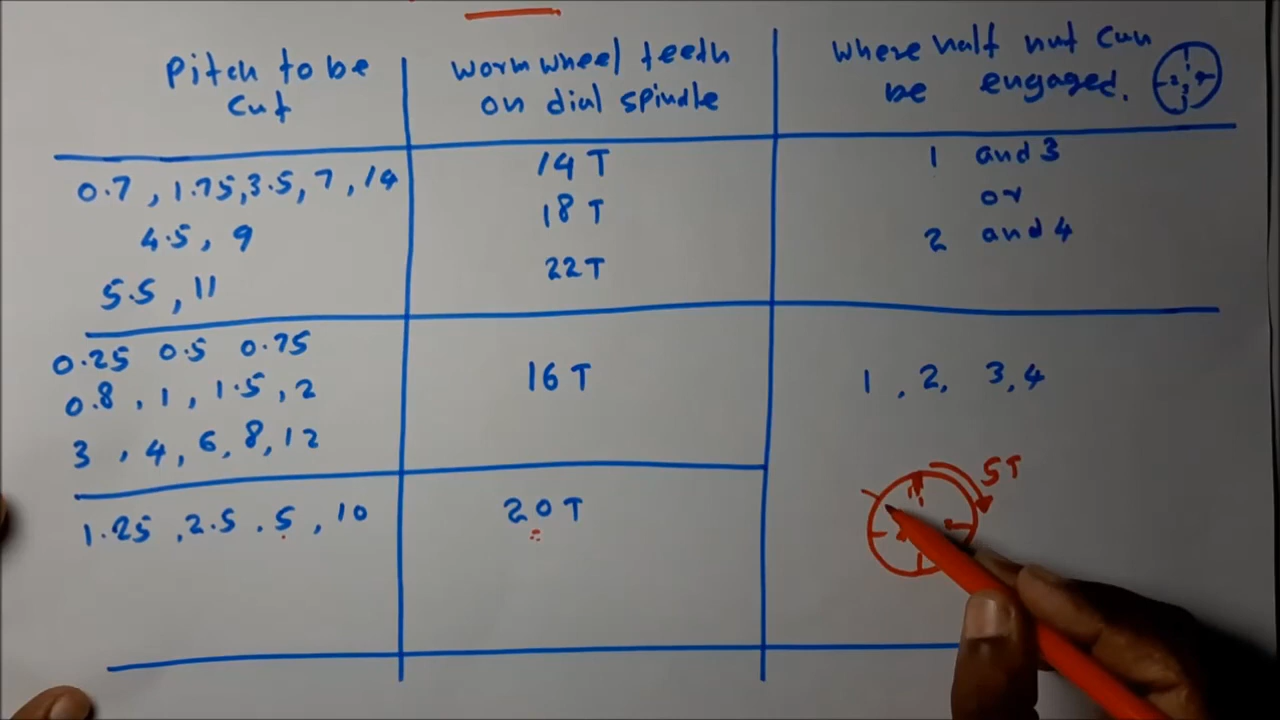 Pitch to be
cut
worm wheel teeth
on dial spindle
where half nut can
be engaged.
0.7, 1.75, 3.5, 7, 14
14 T
1 and 3
4.5, 9
18 T
or
5.5, 11
22 T
2 and 4
0.25 0.5 0.75
0.8, 1, 1.5, 2
3, 4, 6, 8, 12
16 T
1, 2, 3, 4
1.25, 2.5, 5, 10
20 T
5T
1